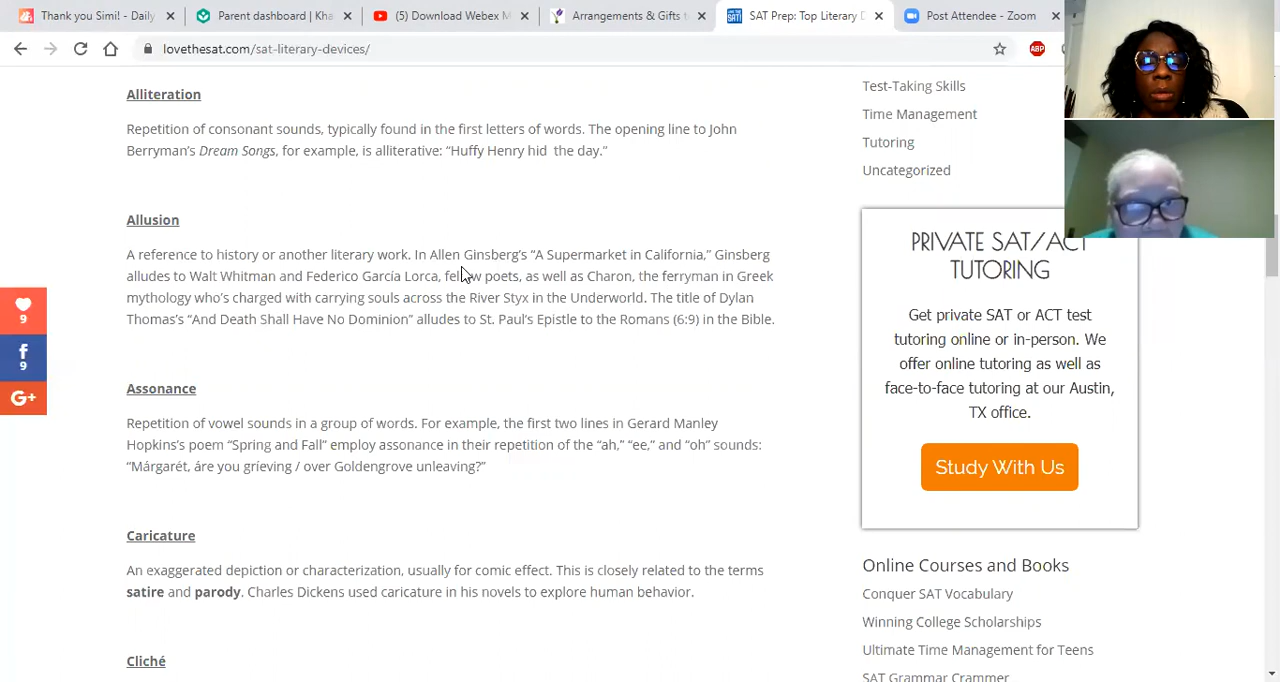 Thank you Simi! - Daily
Parent dashboard | Kha
(5) Download Webex M
Arrangements & Gifts t
SAT Prep: Top Literary D
Post Attendee - Zoom
lovethesat.com/sat-literary-devices/
ABP
Alliteration
Repetition of consonant sounds, typically found in the first letters of words. The opening line to John
Berryman’s Dream Songs, for example, is alliterative: “Huffy Henry hid the day.”
Allusion
A reference to history or another literary work. In Allen Ginsberg’s “A Supermarket in California,” Ginsberg
alludes to Walt Whitman and Federico García Lorca, fellow poets, as well as Charon, the ferryman in Greek
mythology who’s charged with carrying souls across the River Styx in the Underworld. The title of Dylan
Thomas’s “And Death Shall Have No Dominion” alludes to St. Paul’s Epistle to the Romans (6:9) in the Bible.
Assonance
Repetition of vowel sounds in a group of words. For example, the first two lines in Gerard Manley
Hopkins’s poem “Spring and Fall” employ assonance in their repetition of the “ah,” “ee,” and “oh” sounds:
“Márgarét, áre you gríeving / over Goldengrove unleaving?”
Caricature
An exaggerated depiction or characterization, usually for comic effect. This is closely related to the terms
satire and parody. Charles Dickens used caricature in his novels to explore human behavior.
Cliché
9
f
9
G+
Test-Taking Skills
Time Management
Tutoring
Uncategorized
PRIVATE SAT/ACT
TUTORING
Get private SAT or ACT test
tutoring online or in-person. We
offer online tutoring as well as
face-to-face tutoring at our Austin,
TX office.
Study With Us
Online Courses and Books
Conquer SAT Vocabulary
Winning College Scholarships
Ultimate Time Management for Teens
SAT Grammar Crammer